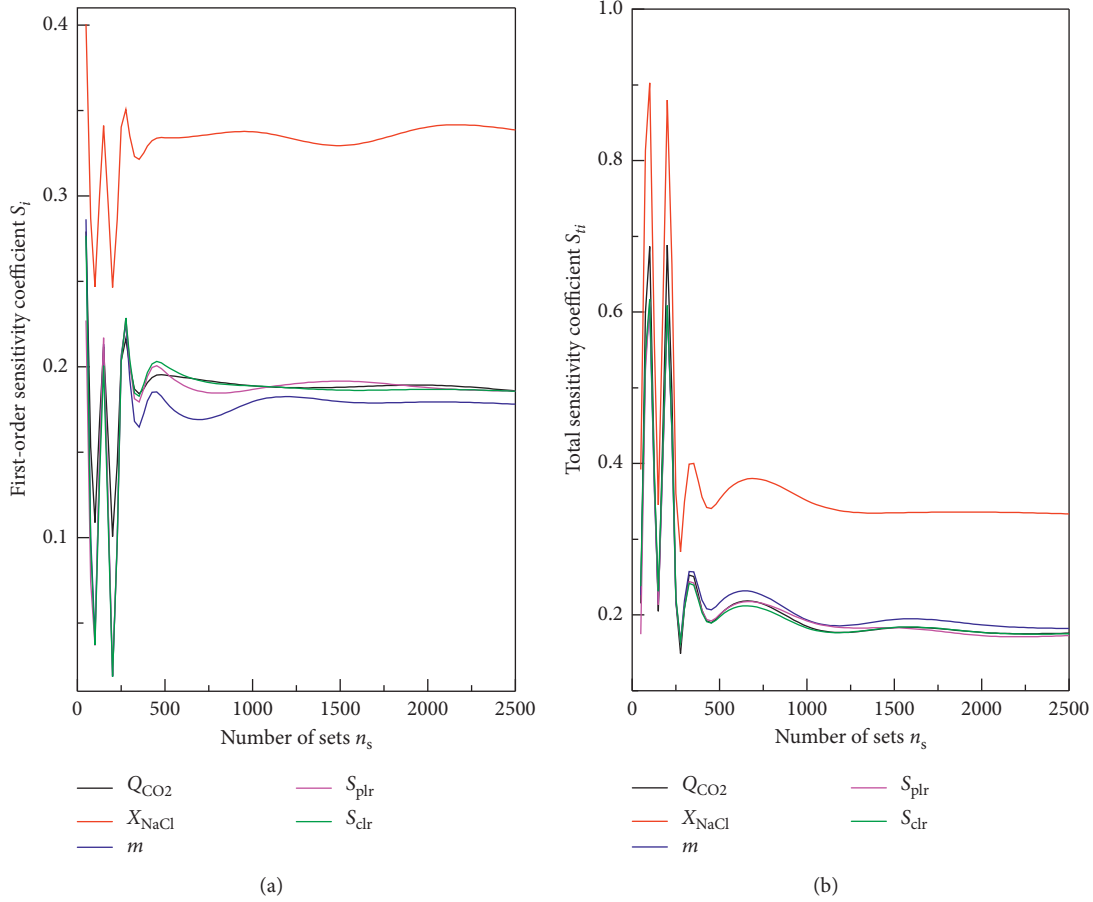 First-order sensitivity coefficient S_i
0.4
0.3
0.2
0.1
0 500 1000 1500 2000 2500
Number of sets n_s
Q_CO2
X_NaCl
m
S_plr
S_clr
(a)
Total sensitivity coefficient S_ti
1.0
0.8
0.6
0.4
0.2
0 500 1000 1500 2000 2500
Number of sets n_s
Q_CO2
X_NaCl
m
S_plr
S_clr
(b)